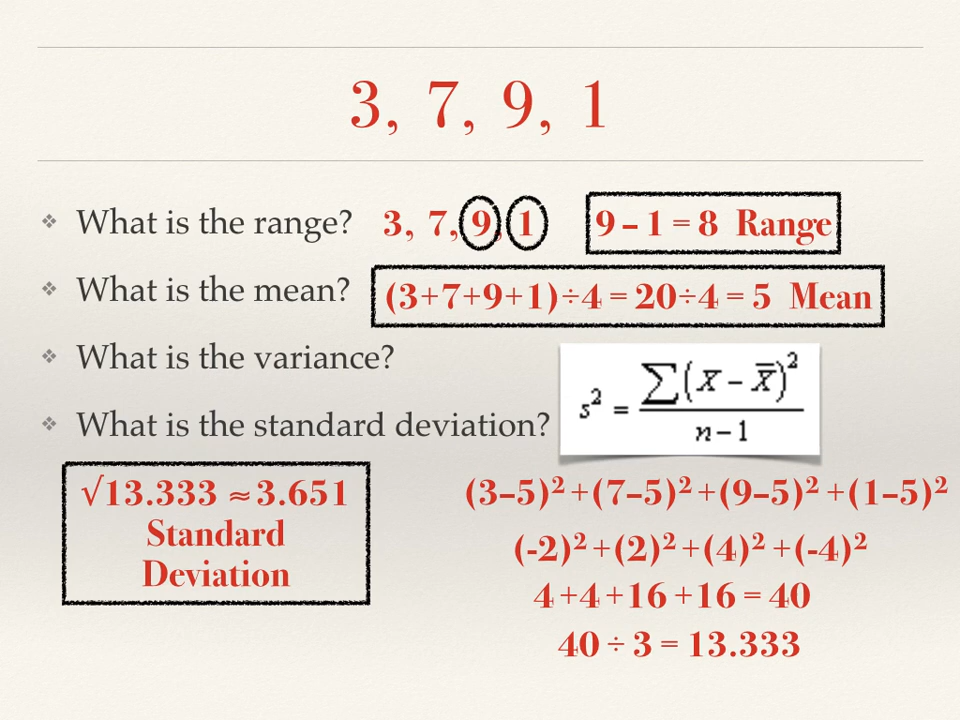 3, 7, 9, 1
❖ What is the range? 3, 7, 9, 1 9 – 1 = 8 Range
❖ What is the mean? (3+7+9+1)÷4 = 20÷4 = 5 Mean
❖ What is the variance?
❖ What is the standard deviation?
s² = ∑(X – X̄)² / n – 1
√13.333 ≈ 3.651
Standard
Deviation
(3–5)² + (7–5)² + (9–5)² + (1–5)²
(-2)² + (2)² + (4)² + (-4)²
4 + 4 + 16 + 16 = 40
40 ÷ 3 = 13.333